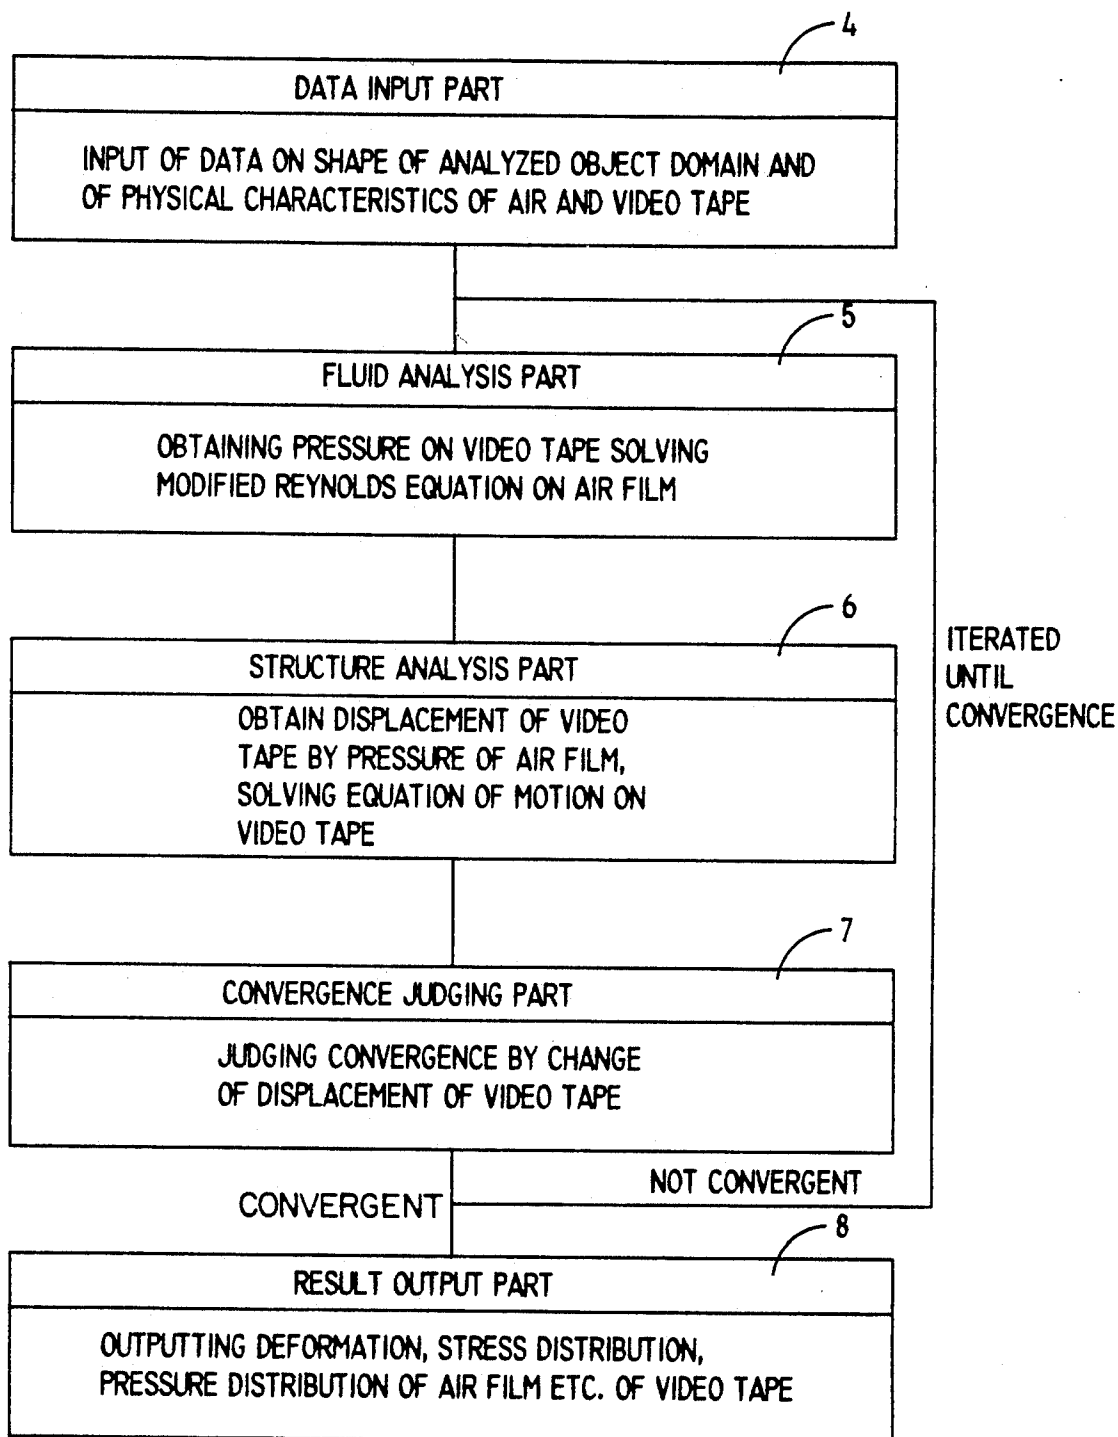 4
DATA INPUT PART
INPUT OF DATA ON SHAPE OF ANALYZED OBJECT DOMAIN AND
OF PHYSICAL CHARACTERISTICS OF AIR AND VIDEO TAPE
5
FLUID ANALYSIS PART
OBTAINING PRESSURE ON VIDEO TAPE SOLVING
MODIFIED REYNOLDS EQUATION ON AIR FILM
6
STRUCTURE ANALYSIS PART
OBTAIN DISPLACEMENT OF VIDEO
TAPE BY PRESSURE OF AIR FILM,
SOLVING EQUATION OF MOTION ON
VIDEO TAPE
ITERATED
UNTIL
CONVERGENCE
7
CONVERGENCE JUDGING PART
JUDGING CONVERGENCE BY CHANGE
OF DISPLACEMENT OF VIDEO TAPE
NOT CONVERGENT
CONVERGENT
8
RESULT OUTPUT PART
OUTPUTTING DEFORMATION, STRESS DISTRIBUTION,
PRESSURE DISTRIBUTION OF AIR FILM ETC. OF VIDEO TAPE